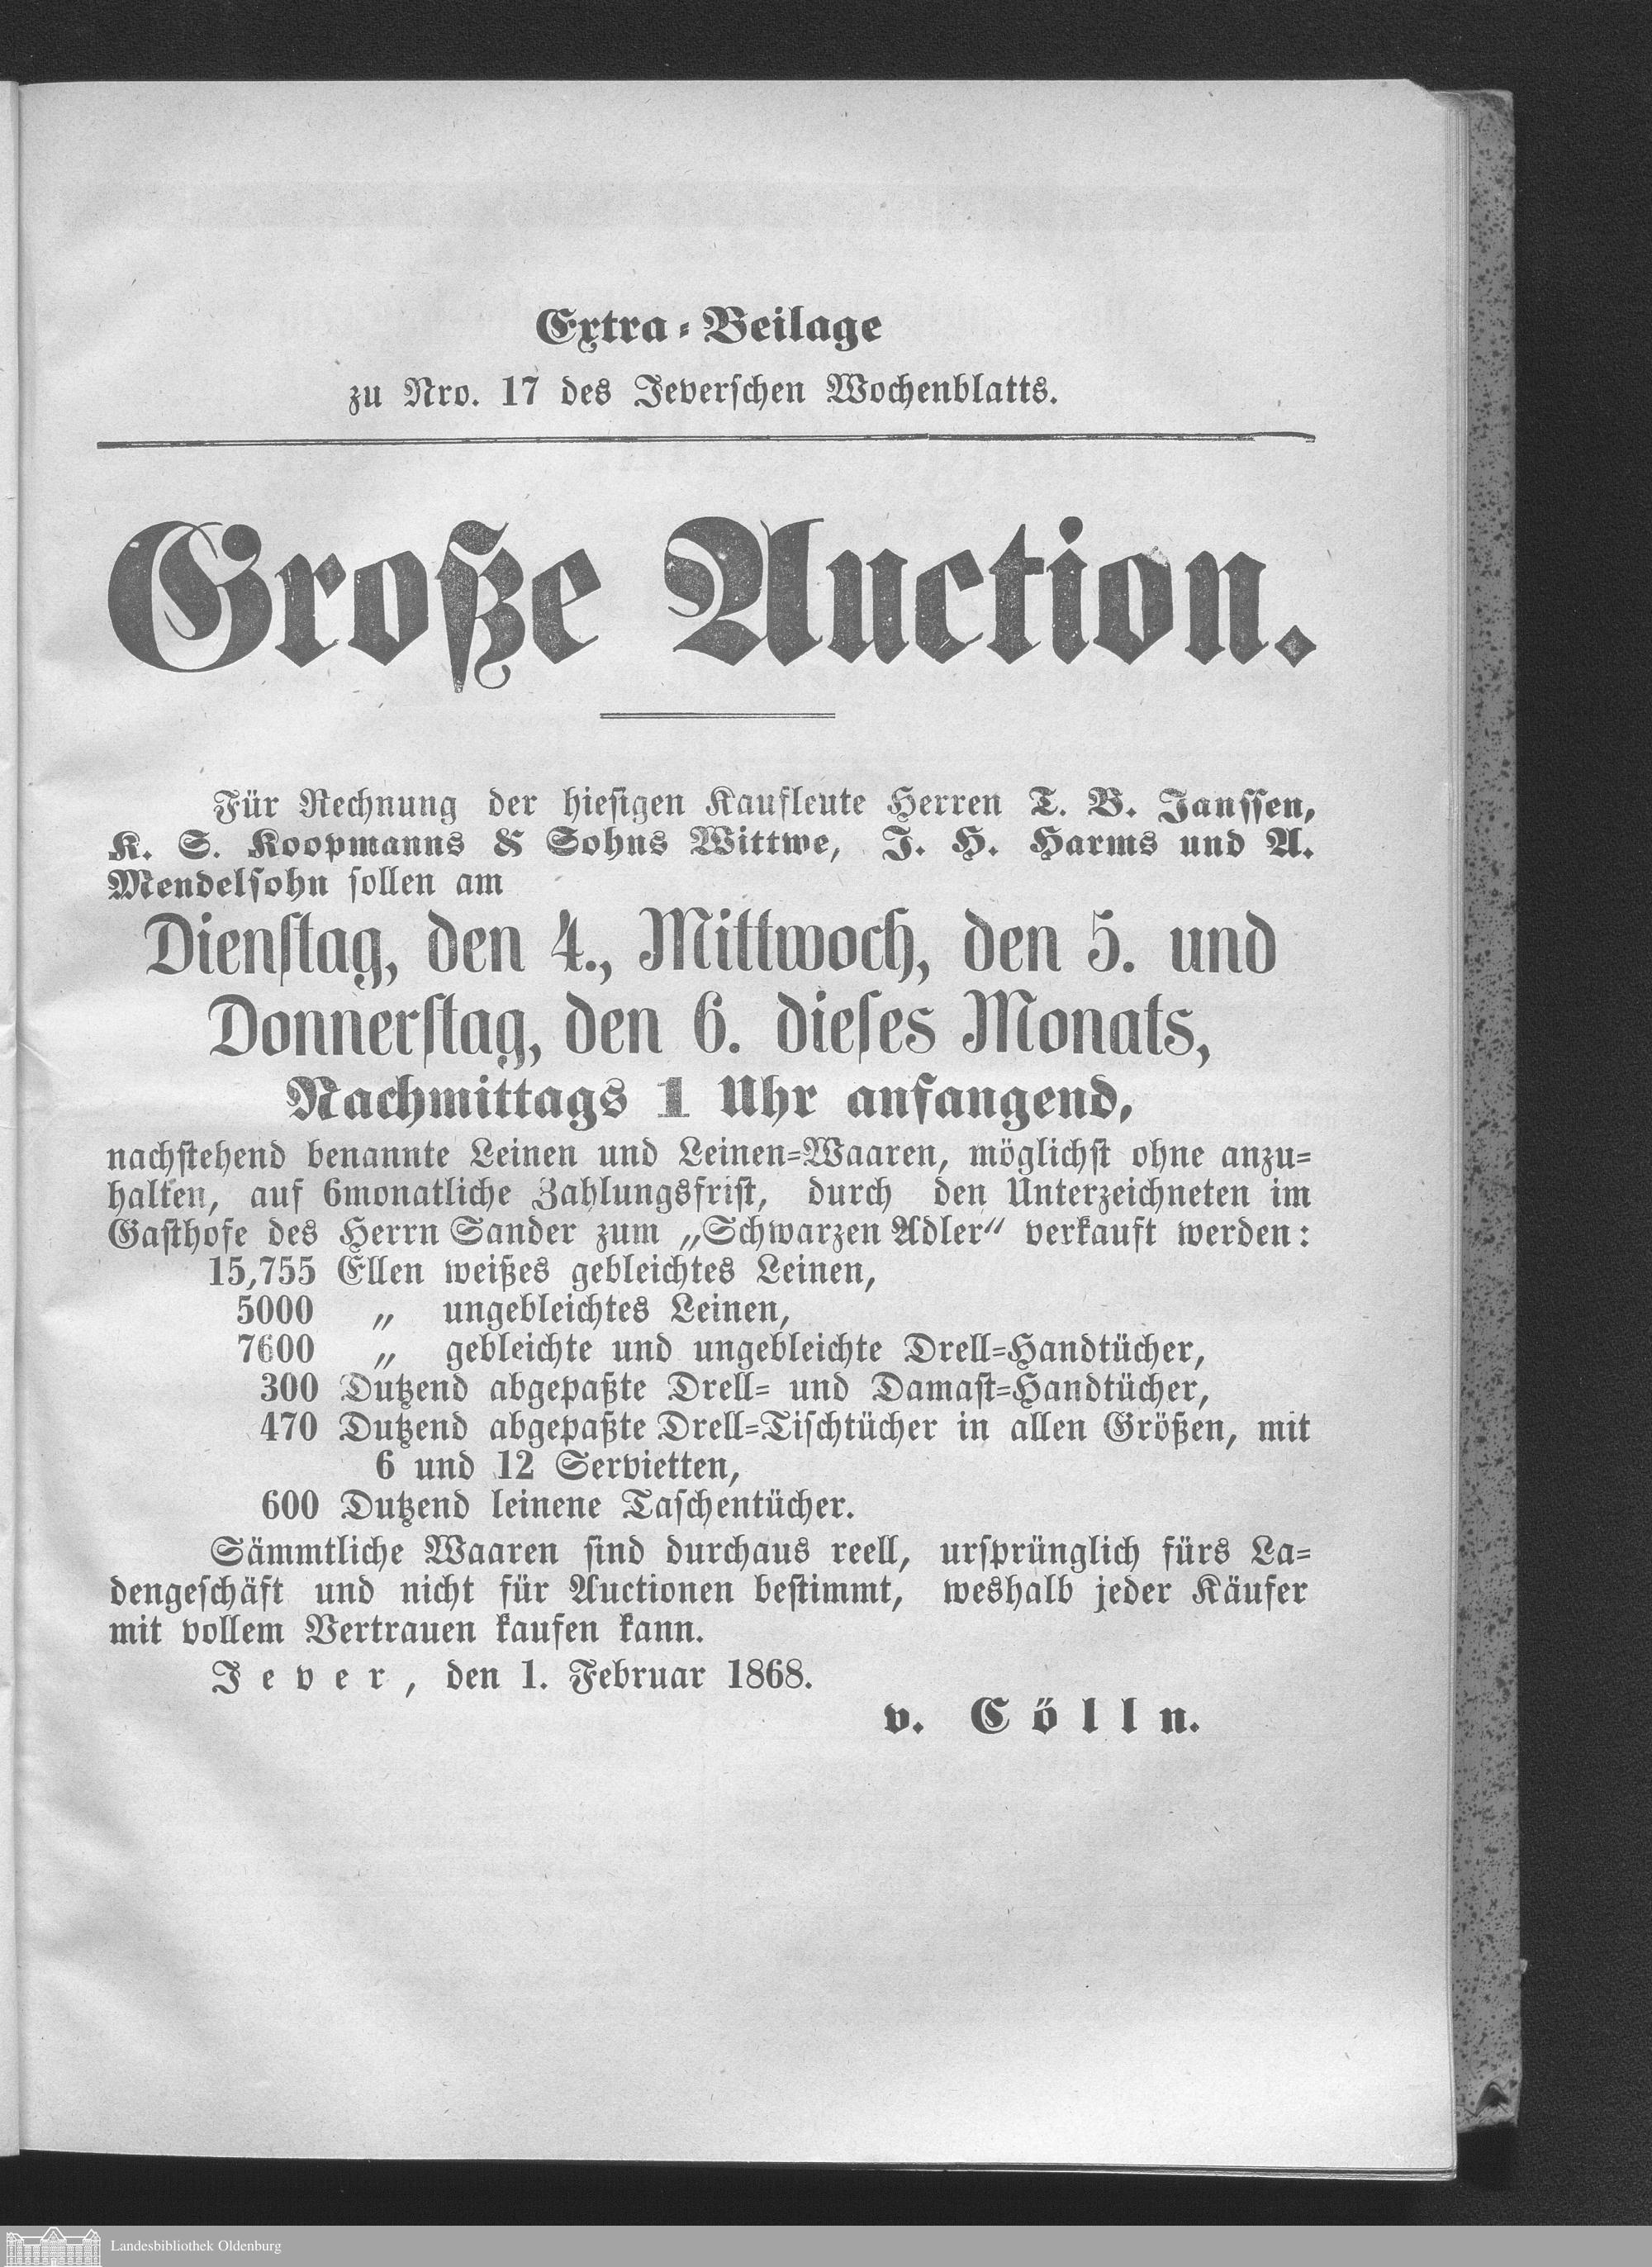 Extra-Beilage
zu Nro. 17 des Jeverschen Wochenblatts.
Große Auction.
Für Rechnung der hiesigen Kaufleute Herren T. B. Janssen,
K. S. Koopmanns & Sohns Wittwe, J. H. Harms und A.
Mendelsohn sollen am
Dienstag, den 4., Mittwoch, den 5. und
Donnerstag, den 6. dieses Monats,
Nachmittags 1 Uhr anfangend,
nachstehend benannte Leinen und Leinen-Waaren, möglichst ohne anzu-
halten, auf 6monatliche Zahlungsfrist, durch den Unterzeichneten im
Gasthofe des Herrn Sander zum „Schwarzen Adler“ verkauft werden:
15,755 Ellen weißes gebleichtes Leinen,
5000 „ ungebleichtes Leinen,
7600 „ gebleichte und ungebleichte Drell-Handtücher,
300 Dutzend abgepaßte Drell- und Damast-Handtücher,
470 Dutzend abgepaßte Drell-Tischtücher in allen Größen, mit
6 und 12 Servietten,
600 Dutzend leinene Taschentücher.
Sämmtliche Waaren sind durchaus reell, ursprünglich fürs La-
dengeschäft und nicht für Auctionen bestimmt, weshalb jeder Käufer
mit vollem Vertrauen kaufen kann.
Jever, den 1. Februar 1868.
v. Cölln.
Landesbibliothek Oldenburg